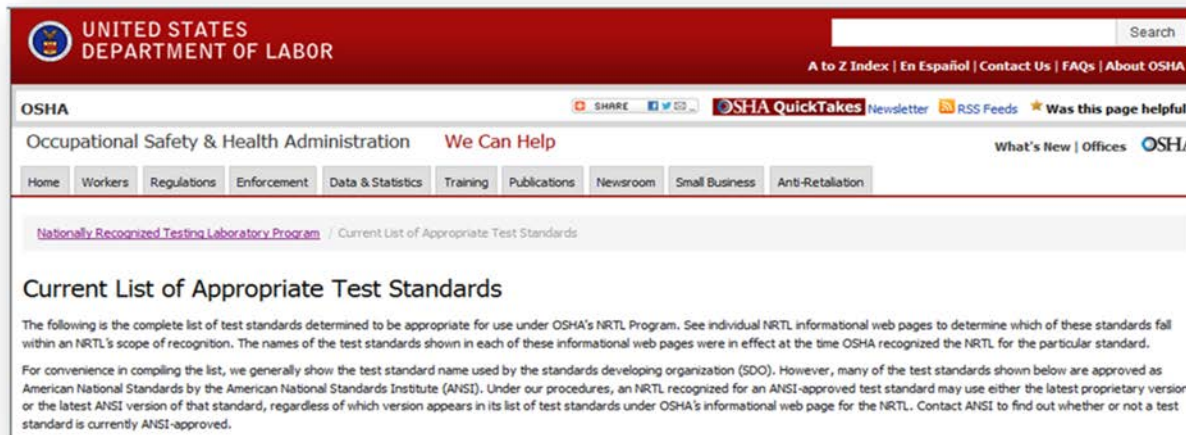 UNITED STATES
DEPARTMENT OF LABOR
Search
A to Z Index | En Español | Contact Us | FAQs | About OSHA
OSHA
SHARE
OSHA QuickTakes Newsletter RSS Feeds Was this page helpful
Occupational Safety & Health Administration We Can Help
What's New | Offices OSHA
Home Workers Regulations Enforcement Data & Statistics Training Publications Newsroom Small Business Anti-Retaliation
Nationally Recognized Testing Laboratory Program / Current List of Appropriate Test Standards
Current List of Appropriate Test Standards
The following is the complete list of test standards determined to be appropriate for use under OSHA's NRTL Program. See individual NRTL informational web pages to determine which of these standards fall
within an NRTL's scope of recognition. The names of the test standards shown in each of these informational web pages were in effect at the time OSHA recognized the NRTL for the particular standard.
For convenience in compiling the list, we generally show the test standard name used by the standards developing organization (SDO). However, many of the test standards shown below are approved as
American National Standards by the American National Standards Institute (ANSI). Under our procedures, an NRTL recognized for an ANSI-approved test standard may use either the latest proprietary version
or the latest ANSI version of that standard, regardless of which version appears in its list of test standards under OSHA's informational web page for the NRTL. Contact ANSI to find out whether or not a test
standard is currently ANSI-approved.